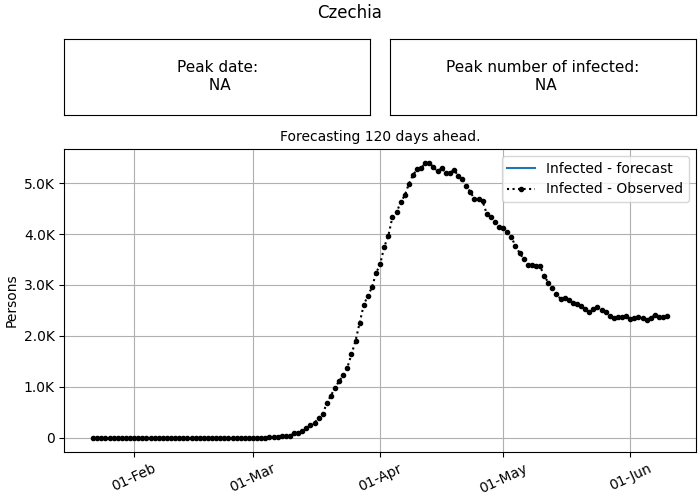 Czechia
Peak date:
NA
Peak number of infected:
NA
Forecasting 120 days ahead.
Infected - forecast
Infected - Observed
5.0K
4.0K
3.0K
2.0K
1.0K
0
Persons
01-Feb
01-Mar
01-Apr
01-May
01-Jun